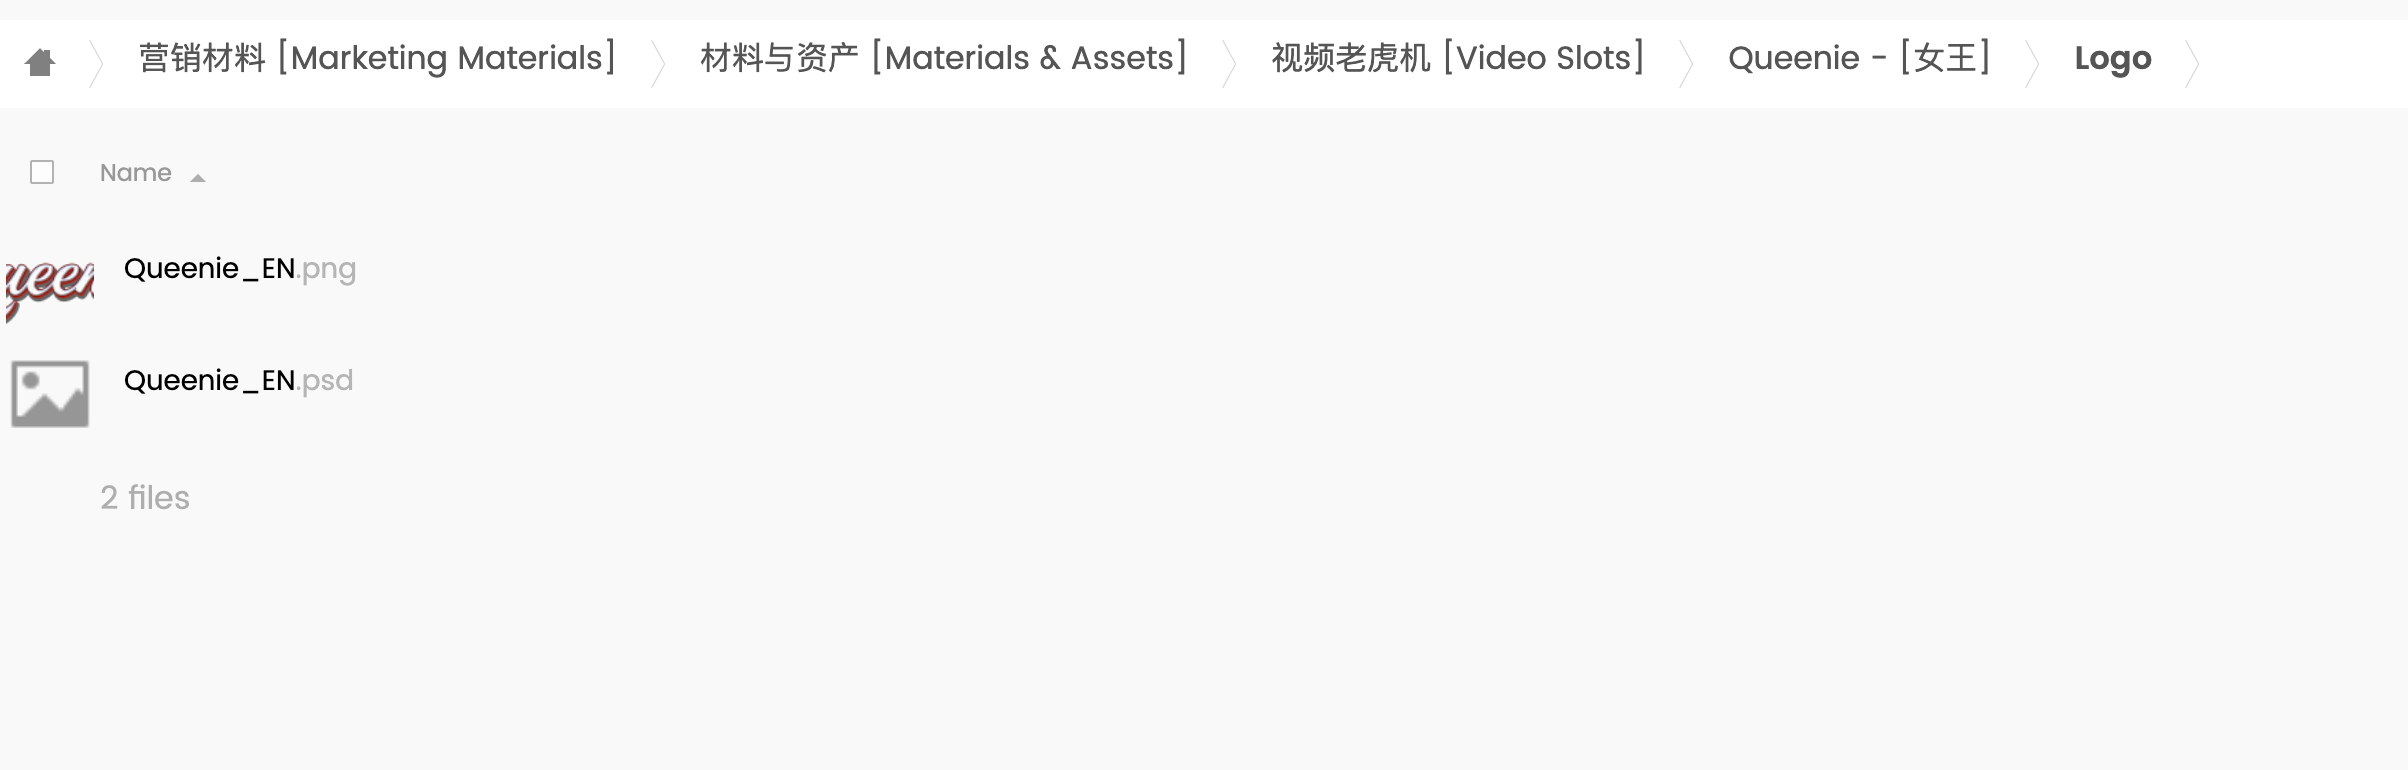 营销材料 [Marketing Materials] 材料与资产 [Materials & Assets] 视频老虎机 [Video Slots] Queenie - [女王] Logo
Name
Queenie_EN.png
Queenie_EN.psd
2 files